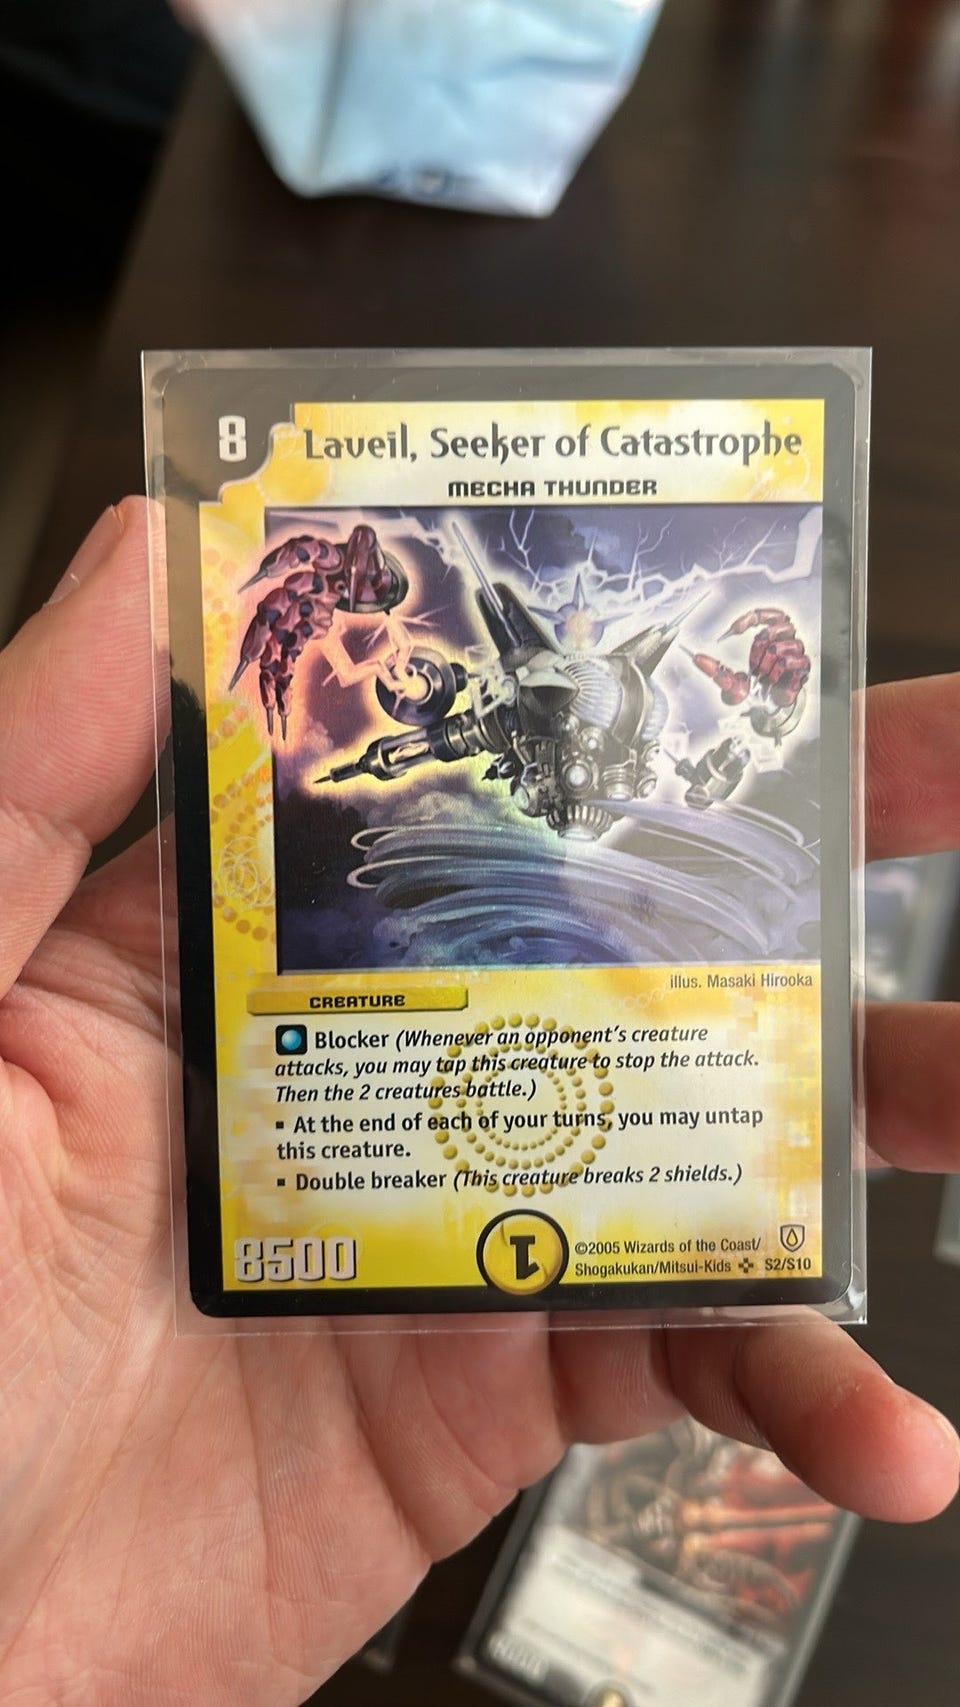 8
Laveil, Seeker of Catastrophe
MECHA THUNDER
illus. Masaki Hirooka
CREATURE
Blocker (Whenever an opponent's creature
attacks, you may tap this creature to stop the attack.
Then the 2 creatures battle.)
▪ At the end of each of your turns, you may untap
this creature.
▪ Double breaker (This creature breaks 2 shields.)
8500
1
©2005 Wizards of the Coast/
Shogakukan/Mitsui-Kids S2/S10